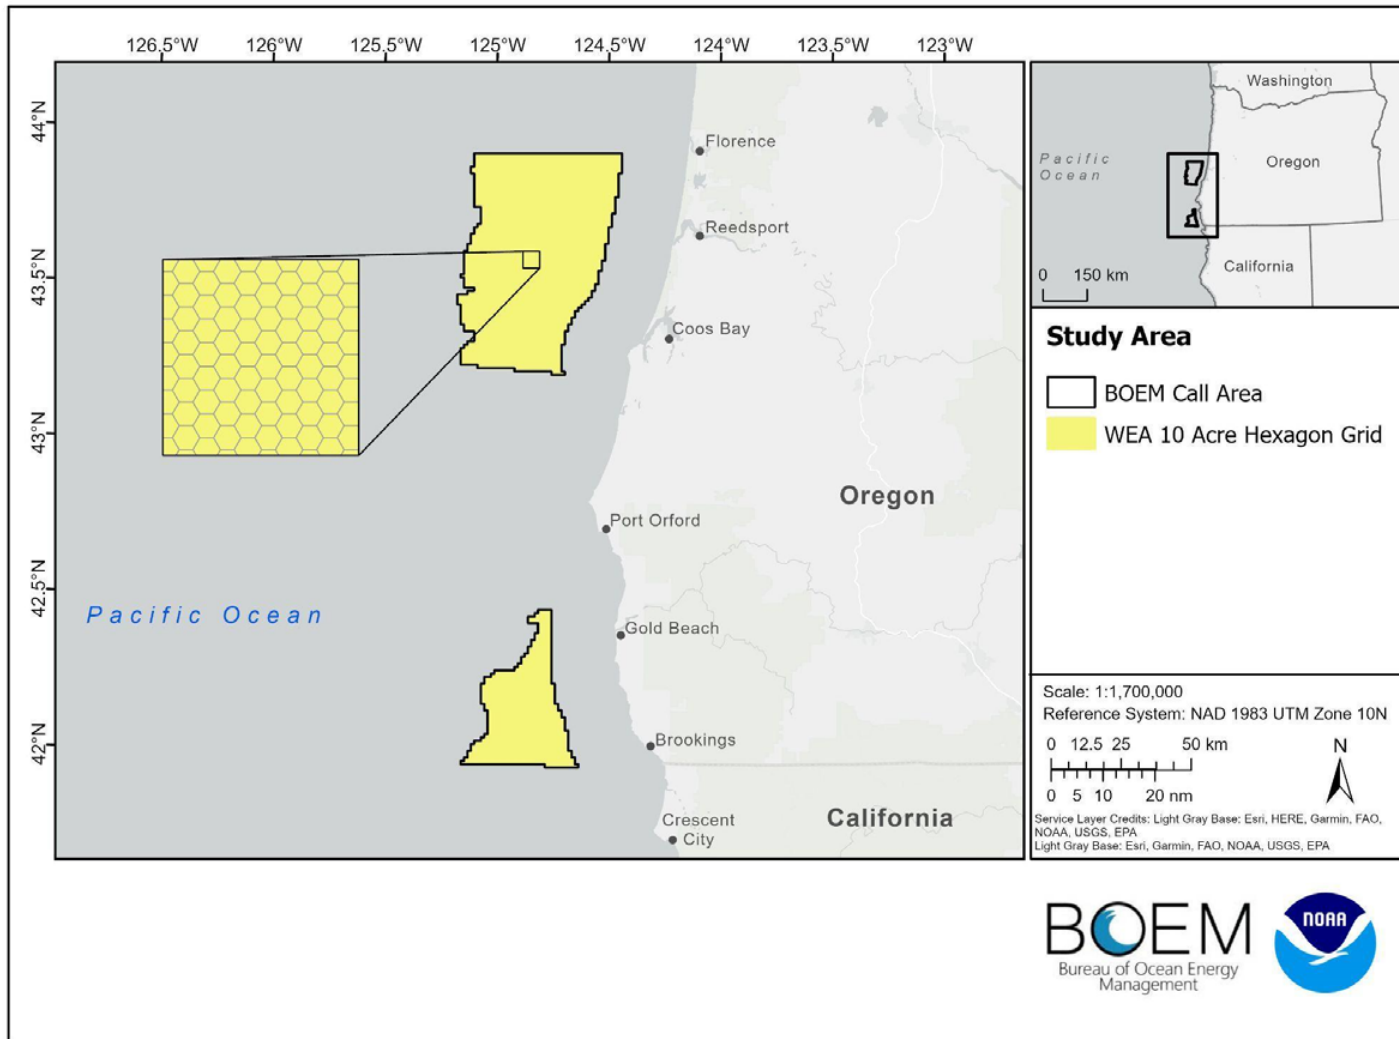 126.5°W 126°W 125.5°W 125°W 124.5°W 124°W 123.5°W 123°W
44°N
43.5°N
43°N
42.5°N
42°N
Florence
Reedsport
Coos Bay
Oregon
Port Orford
Pacific Ocean
Gold Beach
Brookings
California
Crescent
City
Washington
Pacific
Ocean
Oregon
California
0 150 km
Study Area
BOEM Call Area
WEA 10 Acre Hexagon Grid
Scale: 1:1,700,000
Reference System: NAD 1983 UTM Zone 10N
0 12.5 25 50 km
0 5 10 20 nm
N
Service Layer Credits: Light Gray Base: Esri, HERE, Garmin, FAO,
NOAA, USGS, EPA
Light Gray Base: Esri, Garmin, FAO, NOAA, USGS, EPA
BOEM
Bureau of Ocean Energy
Management
NOAA